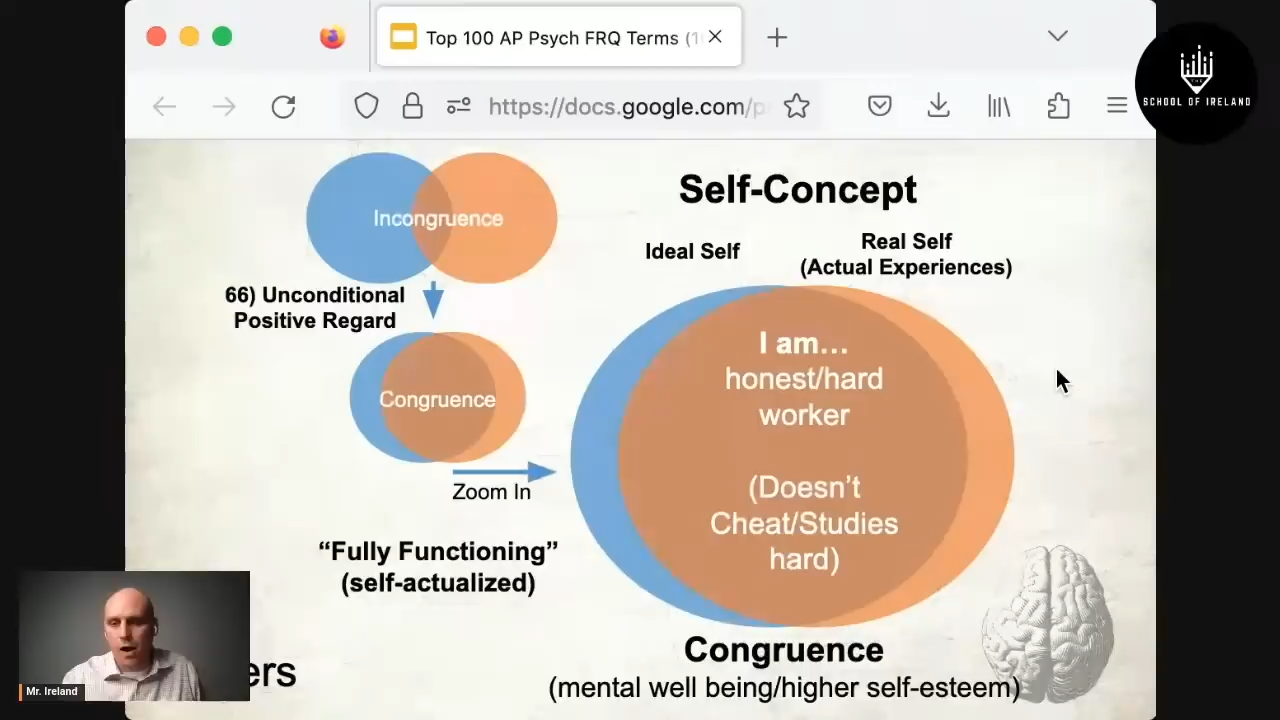 Top 100 AP Psych FRQ Terms (1
https://docs.google.com/p
THE
SCHOOL OF IRELAND
Incongruence
66) Unconditional
Positive Regard
Congruence
Zoom In
“Fully Functioning”
(self-actualized)
Self-Concept
Ideal Self
Real Self
(Actual Experiences)
I am…
honest/hard
worker
(Doesn’t
Cheat/Studies
hard)
Congruence
(mental well being/higher self-esteem)
ers
Mr. Ireland